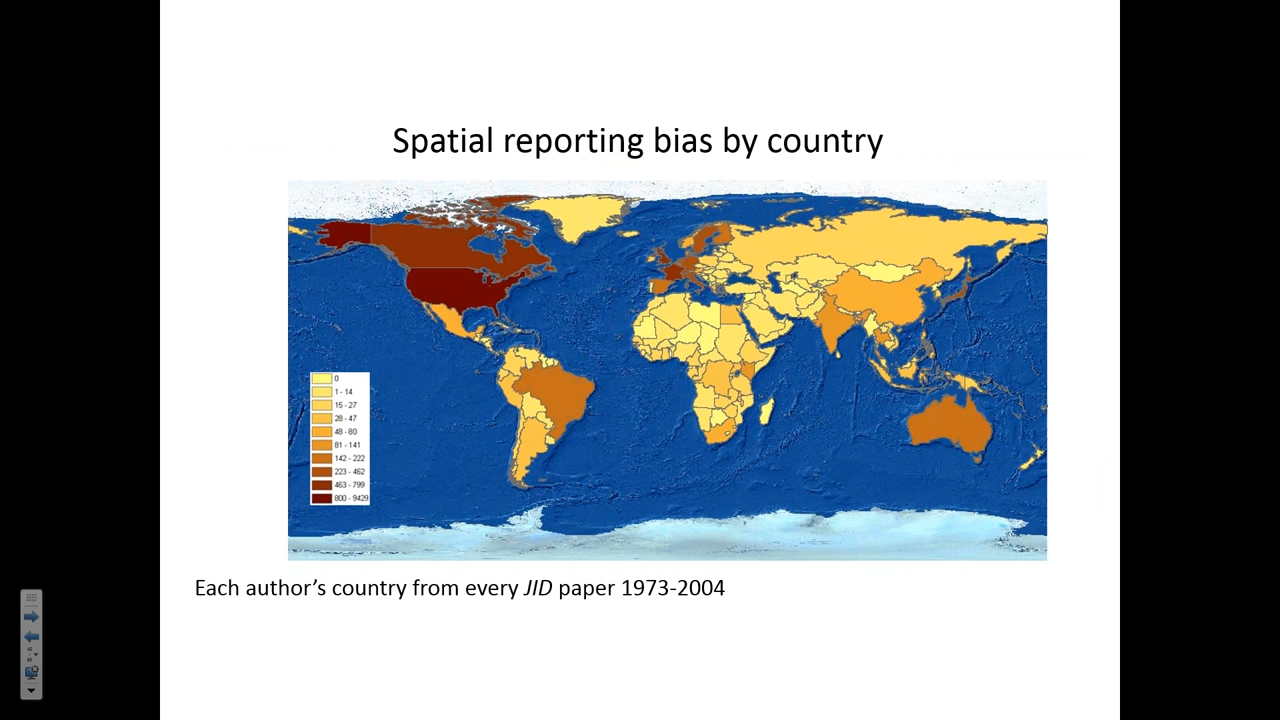 Spatial reporting bias by country
0
1 - 14
15 - 27
28 - 47
48 - 80
81 - 141
142 - 222
223 - 462
463 - 799
800 - 9429
Each author’s country from every JID paper 1973-2004